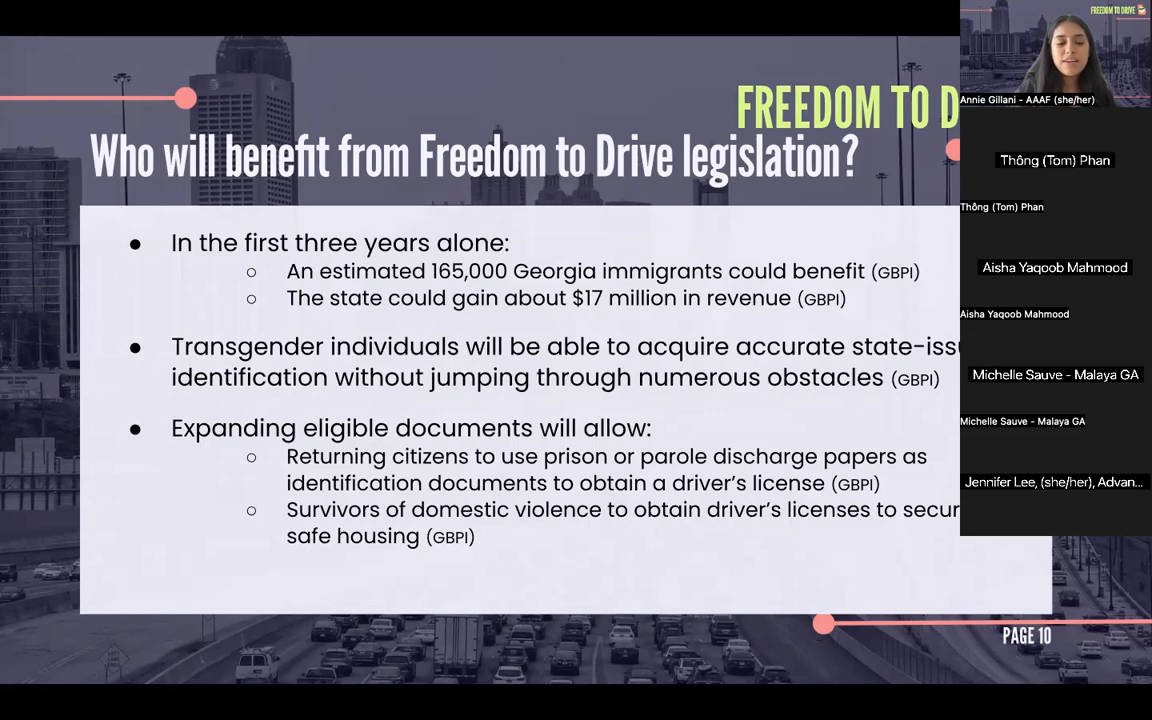 FREEDOM TO D
Who will benefit from Freedom to Drive legislation?
● In the first three years alone:
○ An estimated 165,000 Georgia immigrants could benefit (GBPI)
○ The state could gain about $17 million in revenue (GBPI)
● Transgender individuals will be able to acquire accurate state-iss
identification without jumping through numerous obstacles (GBPI)
● Expanding eligible documents will allow:
○ Returning citizens to use prison or parole discharge papers as
identification documents to obtain a driver’s license (GBPI)
○ Survivors of domestic violence to obtain driver’s licenses to secur
safe housing (GBPI)
PAGE 10
FREEDOM TO DRIVE
Annie Gillani - AAAF (she/her)
Thông (Tom) Phan
Thông (Tom) Phan
Aisha Yaqoob Mahmood
Aisha Yaqoob Mahmood
Michelle Sauve - Malaya GA
Michelle Sauve - Malaya GA
Jennifer Lee, (she/her), Advan...